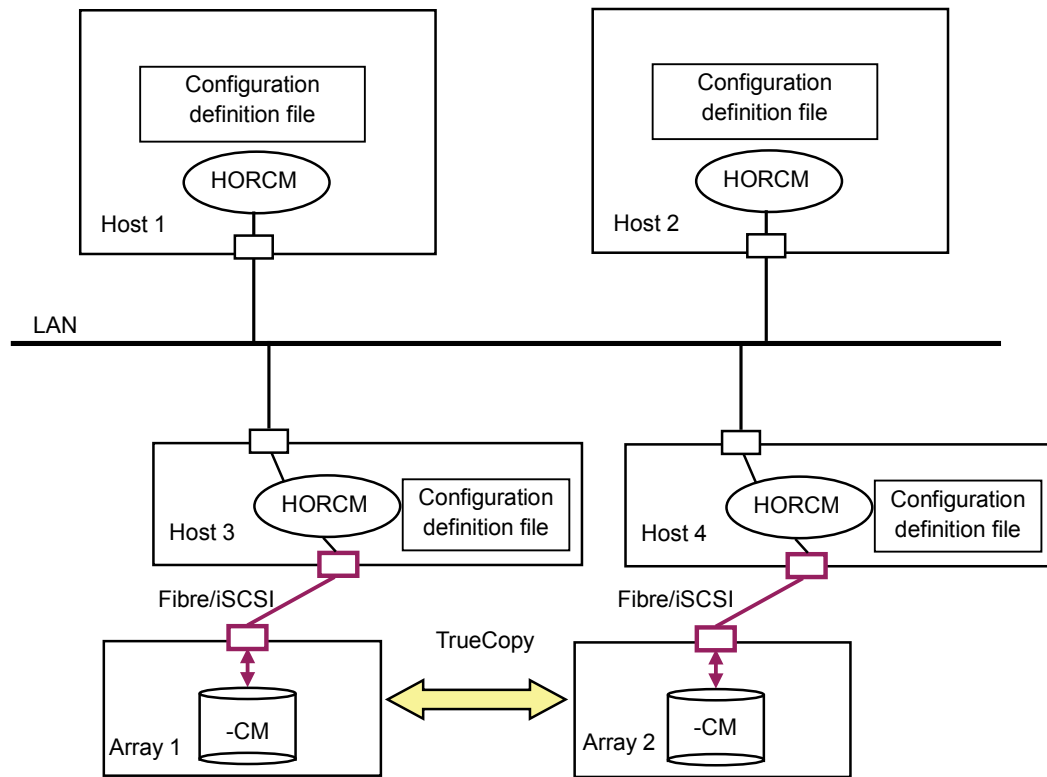 Configuration
definition file
HORCM
Host 1
Configuration
definition file
HORCM
Host 2
LAN
HORCM
Configuration
definition file
Host 3
HORCM
Configuration
definition file
Host 4
Fibre/iSCSI
Fibre/iSCSI
TrueCopy
-CM
Array 1
-CM
Array 2